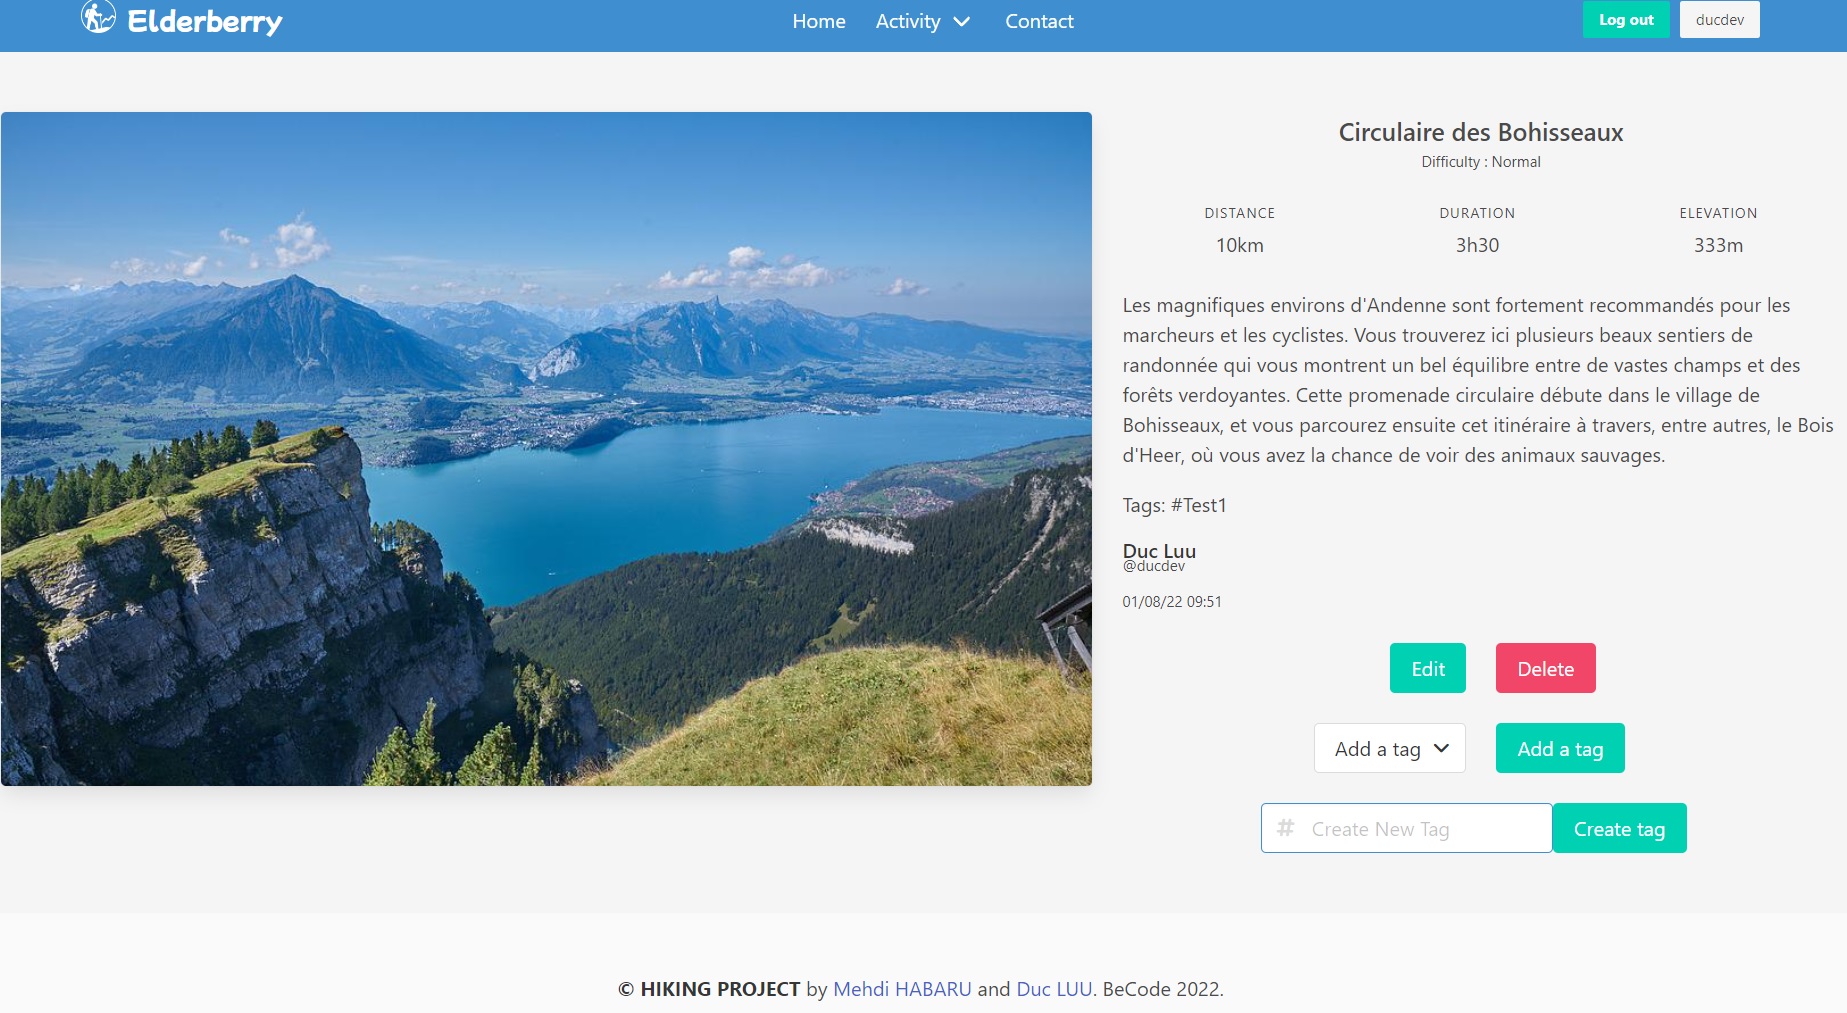 Elderberry
Home Activity Contact
Log out ducdev
Circulaire des Bohisseaux
Difficulty : Normal
DISTANCE DURATION ELEVATION
10km 3h30 333m
Les magnifiques environs d'Andenne sont fortement recommandés pour les
marcheurs et les cyclistes. Vous trouverez ici plusieurs beaux sentiers de
randonnée qui vous montrent un bel équilibre entre de vastes champs et des
forêts verdoyantes. Cette promenade circulaire débute dans le village de
Bohisseaux, et vous parcourez ensuite cet itinéraire à travers, entre autres, le Bois
d'Heer, où vous avez la chance de voir des animaux sauvages.
Tags: #Test1
Duc Luu
@ducdev
01/08/22 09:51
Edit Delete
Add a tag Add a tag
# Create New Tag Create tag
© HIKING PROJECT by Mehdi HABARU and Duc LUU. BeCode 2022.